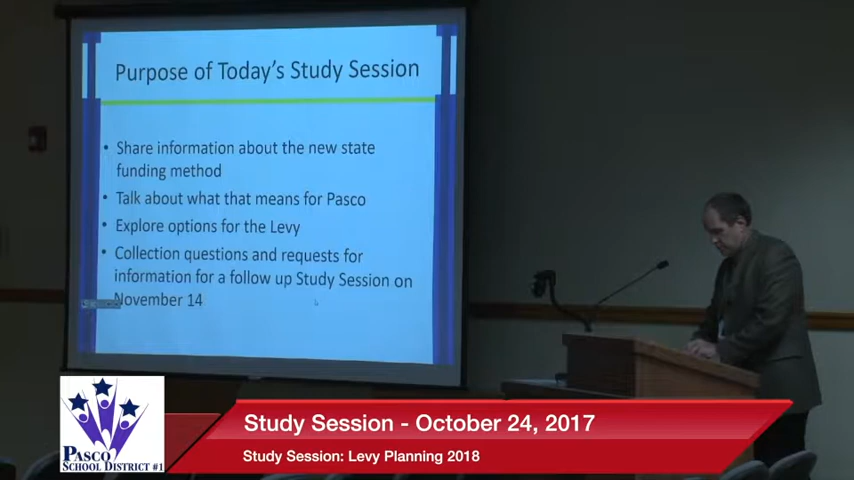 Purpose of Today's Study Session
• Share information about the new state
funding method
• Talk about what that means for Pasco
• Explore options for the Levy
• Collection questions and requests for
information for a follow up Study Session on
November 14
Study Session - October 24, 2017
Study Session: Levy Planning 2018
PASCO
SCHOOL DISTRICT #1